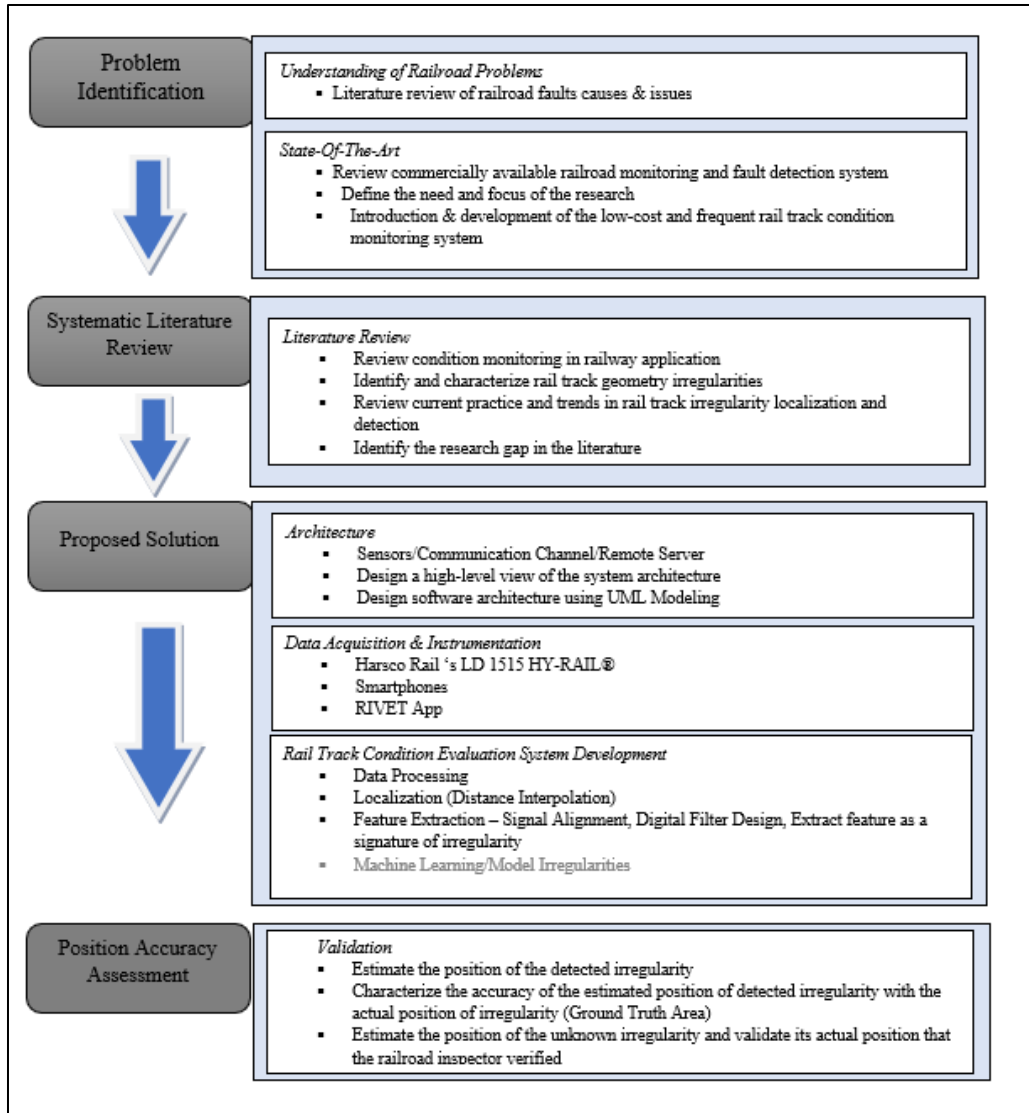 Problem
Identification
Understanding of Railroad Problems
▪ Literature review of railroad faults causes & issues
State-Of-The-Art
▪ Review commercially available railroad monitoring and fault detection system
▪ Define the need and focus of the research
▪ Introduction & development of the low-cost and frequent rail track condition
monitoring system
Systematic Literature
Review
Literature Review
▪ Review condition monitoring in railway application
▪ Identify and characterize rail track geometry irregularities
▪ Review current practice and trends in rail track irregularity localization and
detection
▪ Identify the research gap in the literature
Proposed Solution
Architecture
▪ Sensors/Communication Channel/Remote Server
▪ Design a high-level view of the system architecture
▪ Design software architecture using UML Modeling
Data Acquisition & Instrumentation
▪ Harsco Rail ‘s LD 1515 HY-RAIL®
▪ Smartphones
▪ RIVET App
Rail Track Condition Evaluation System Development
▪ Data Processing
▪ Localization (Distance Interpolation)
▪ Feature Extraction – Signal Alignment, Digital Filter Design, Extract feature as a
signature of irregularity
▪ Machine Learning/Model Irregularities
Position Accuracy
Assessment
Validation
▪ Estimate the position of the detected irregularity
▪ Characterize the accuracy of the estimated position of detected irregularity with the
actual position of irregularity (Ground Truth Area)
▪ Estimate the position of the unknown irregularity and validate its actual position that
the railroad inspector verified